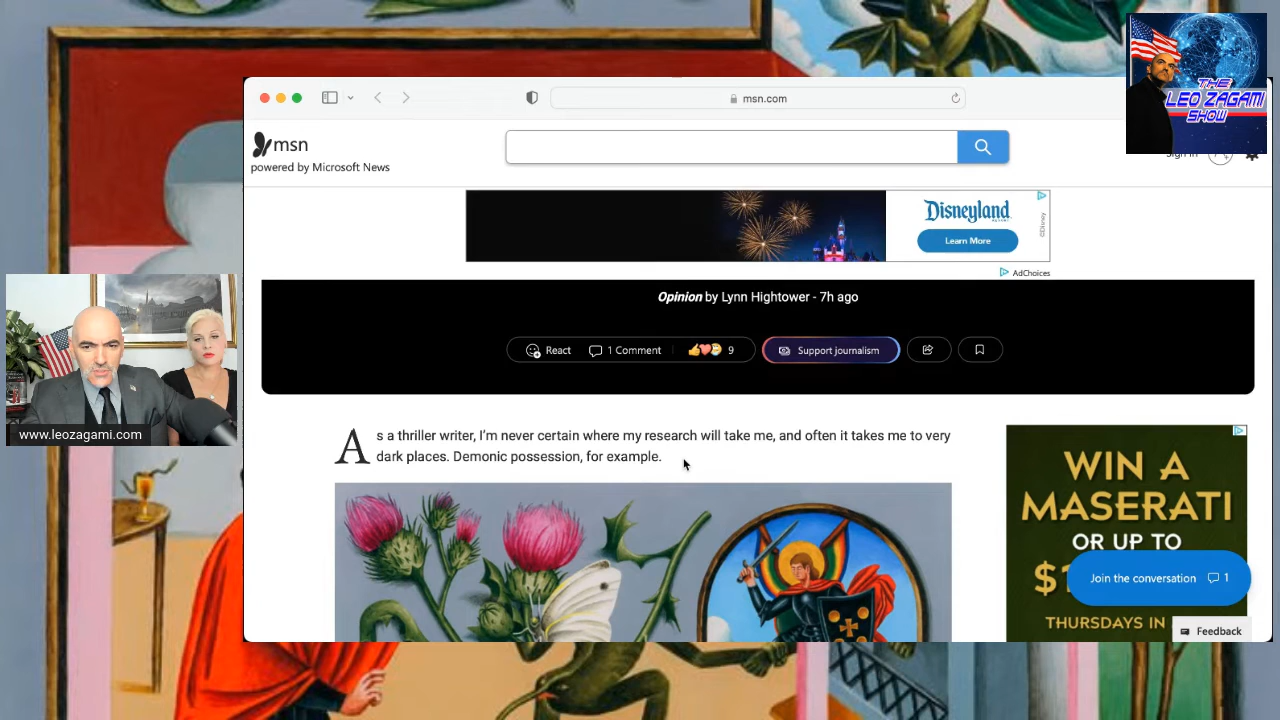 THE
LEO ZAGAMI
SHOW
msn.com
msn
powered by Microsoft News
Disneyland
Learn More
©Disney
AdChoices
Opinion by Lynn Hightower - 7h ago
React
1 Comment
9
Support journalism
As a thriller writer, I’m never certain where my research will take me, and often it takes me to very
dark places. Demonic possession, for example.
www.leozagami.com
WIN A
MASERATI
OR UP TO
THURSDAYS IN
Join the conversation 1
Feedback